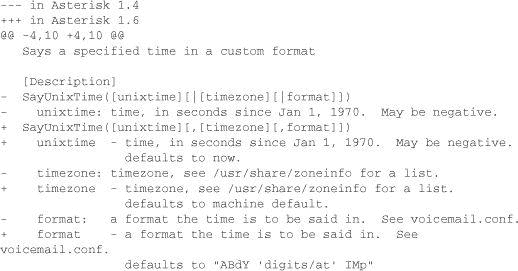 --- in Asterisk 1.4
+++ in Asterisk 1.6
@@ -4,10 +4,10 @@
Says a specified time in a custom format
[Description]
- SayUnixTime([unixtime][|[timezone][|format]])
- unixtime: time, in seconds since Jan 1, 1970. May be negative.
+ SayUnixTime([unixtime][,[timezone][,format]])
+ unixtime - time, in seconds since Jan 1, 1970. May be negative.
defaults to now.
- timezone: timezone, see /usr/share/zoneinfo for a list.
+ timezone - timezone, see /usr/share/zoneinfo for a list.
defaults to machine default.
- format: a format the time is to be said in. See voicemail.conf.
+ format - a format the time is to be said in. See
voicemail.conf.
defaults to "ABdY 'digits/at' IMp"